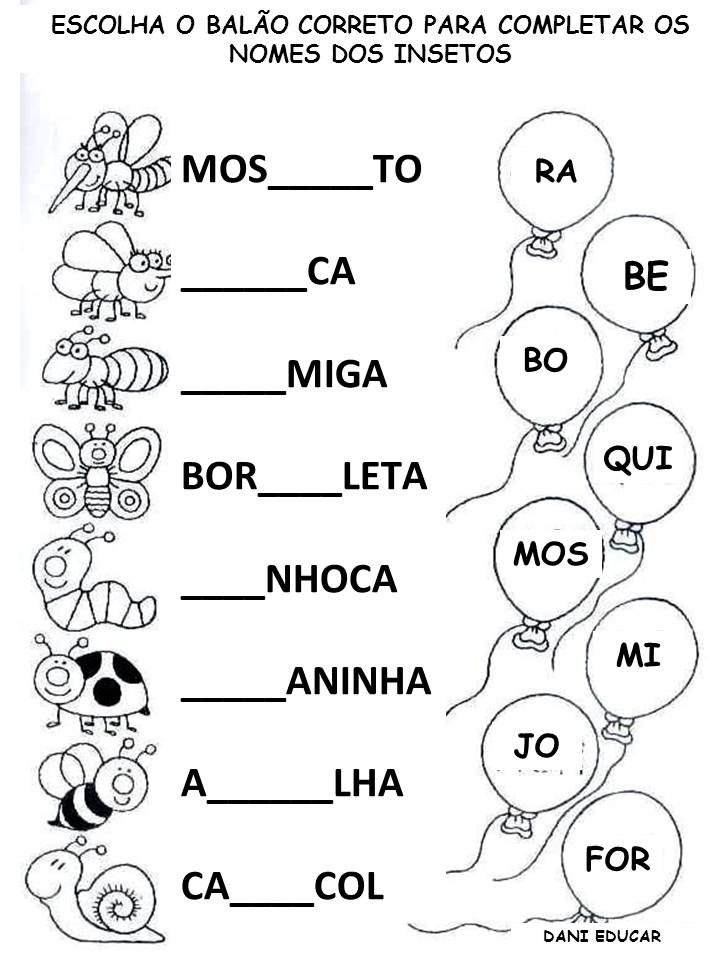 ESCOLHA O BALÃO CORRETO PARA COMPLETAR OS
NOMES DOS INSETOS
MOS_____TO
______CA
_____MIGA
BOR____LETA
____NHOCA
_____ANINHA
A______LHA
CA____COL
RA
BE
BO
QUI
MOS
MI
JO
FOR
DANI EDUCAR